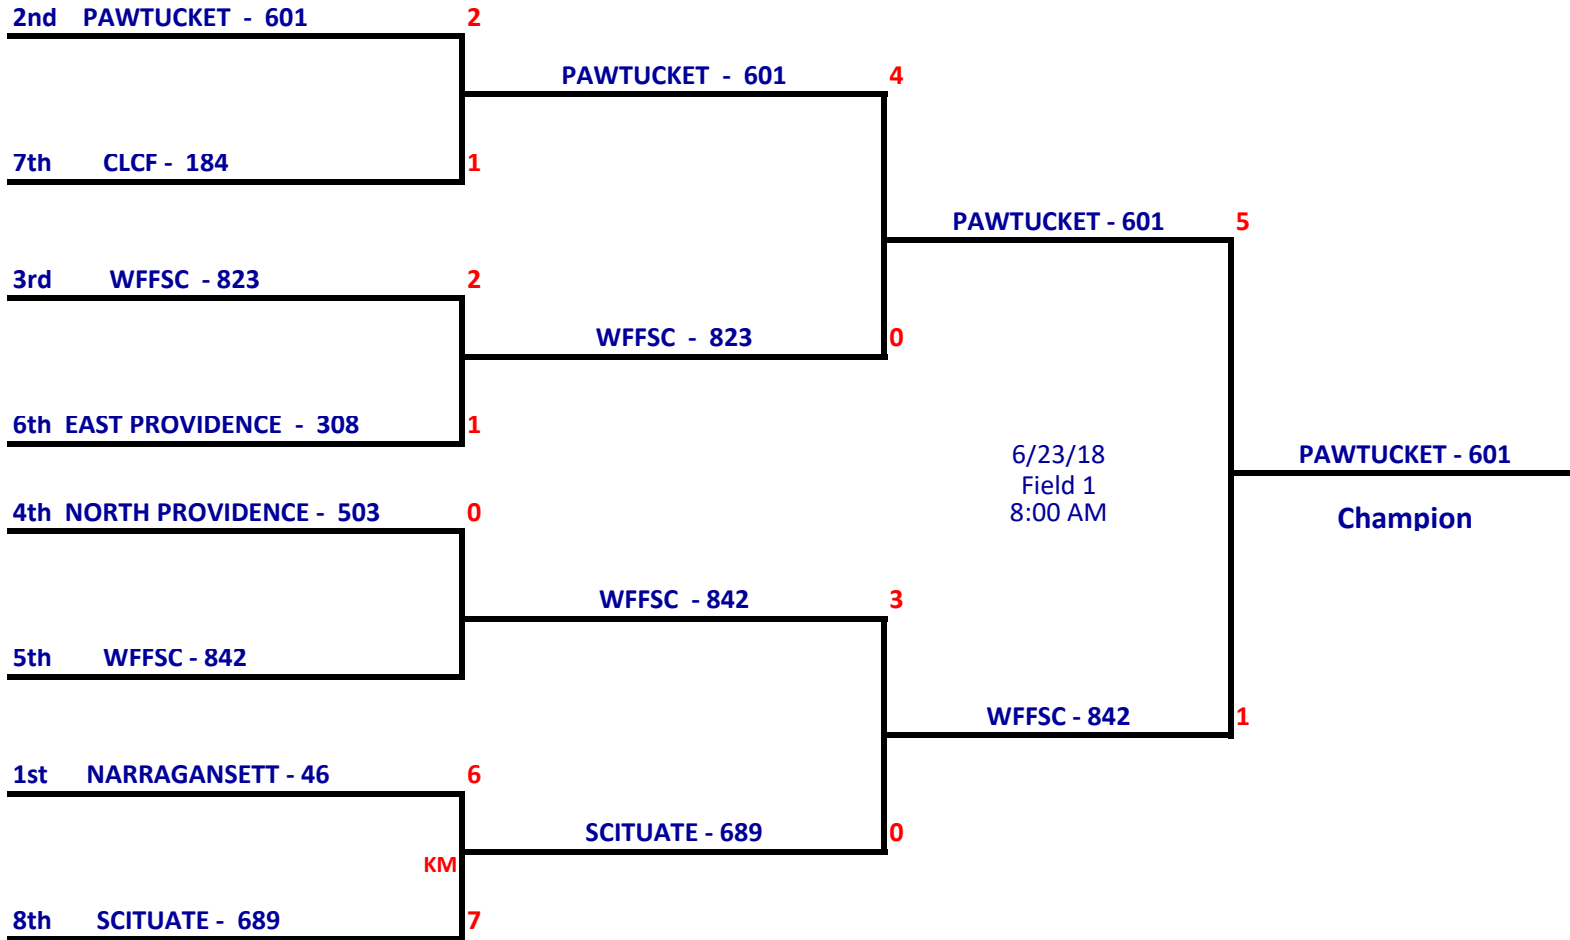 2nd PAWTUCKET - 601 2
PAWTUCKET - 601 4
7th CLCF - 184 1
PAWTUCKET - 601 5
3rd WFFSC - 823 2
WFFSC - 823 0
6th EAST PROVIDENCE - 308 1
6/23/18
Field 1
8:00 AM
PAWTUCKET - 601
Champion
4th NORTH PROVIDENCE - 503 0
WFFSC - 842 3
5th WFFSC - 842
WFFSC - 842 1
1st NARRAGANSETT - 46 6
SCITUATE - 689 0
KM
8th SCITUATE - 689 7